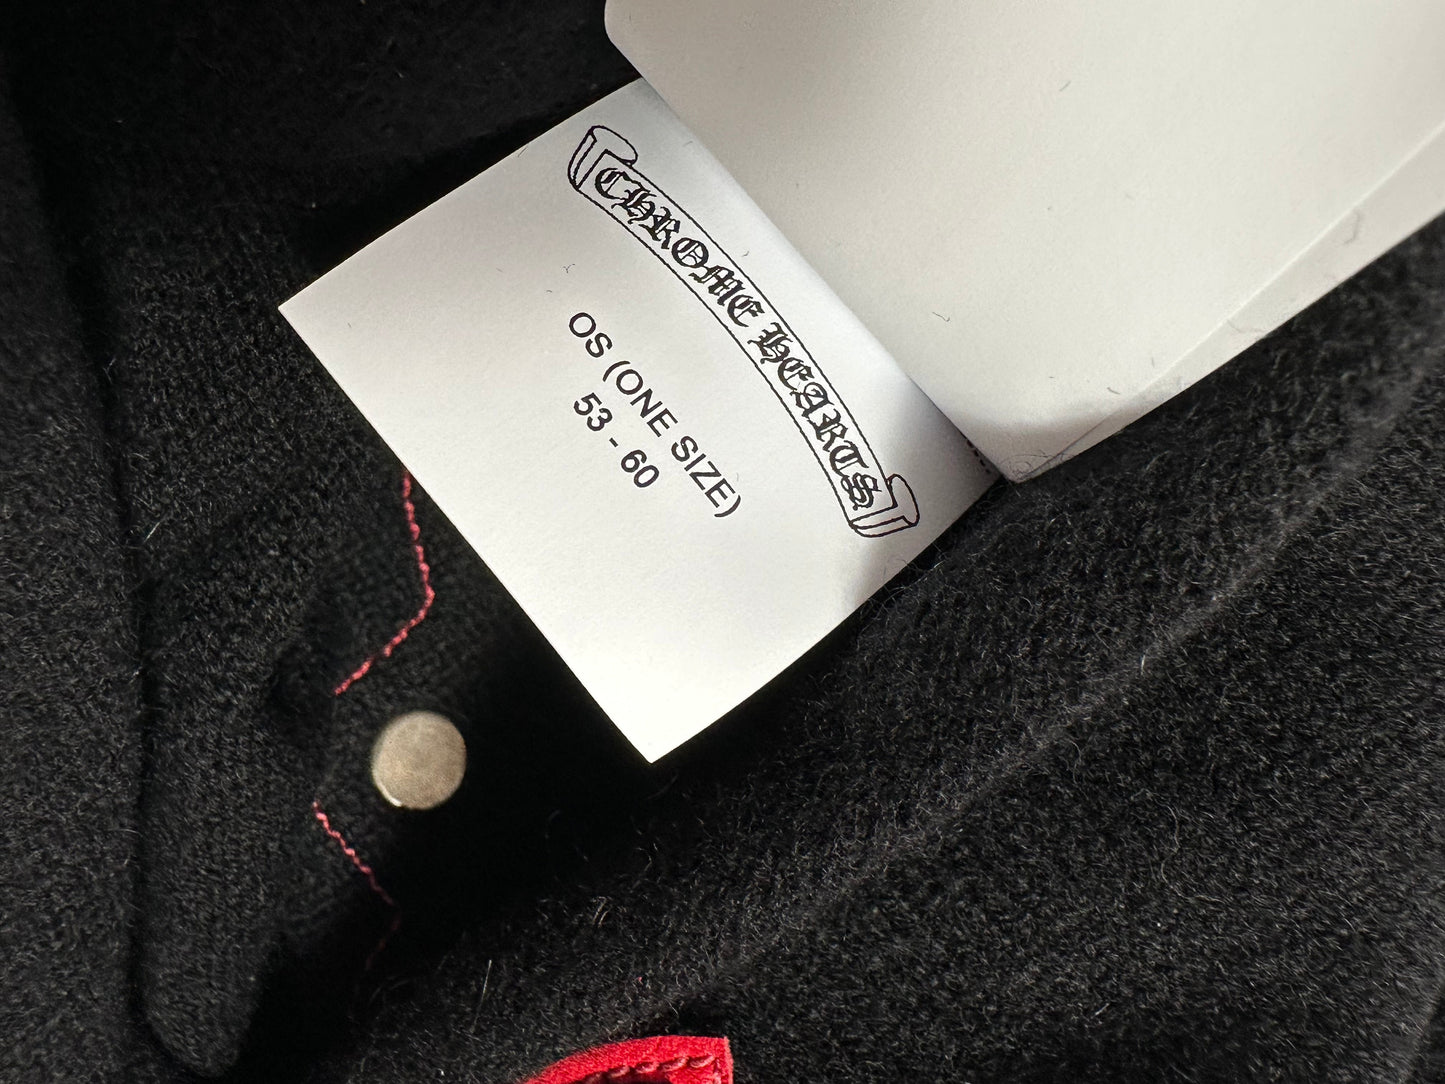 CHROME HEARTS
OS (ONE SIZE)
53 - 60